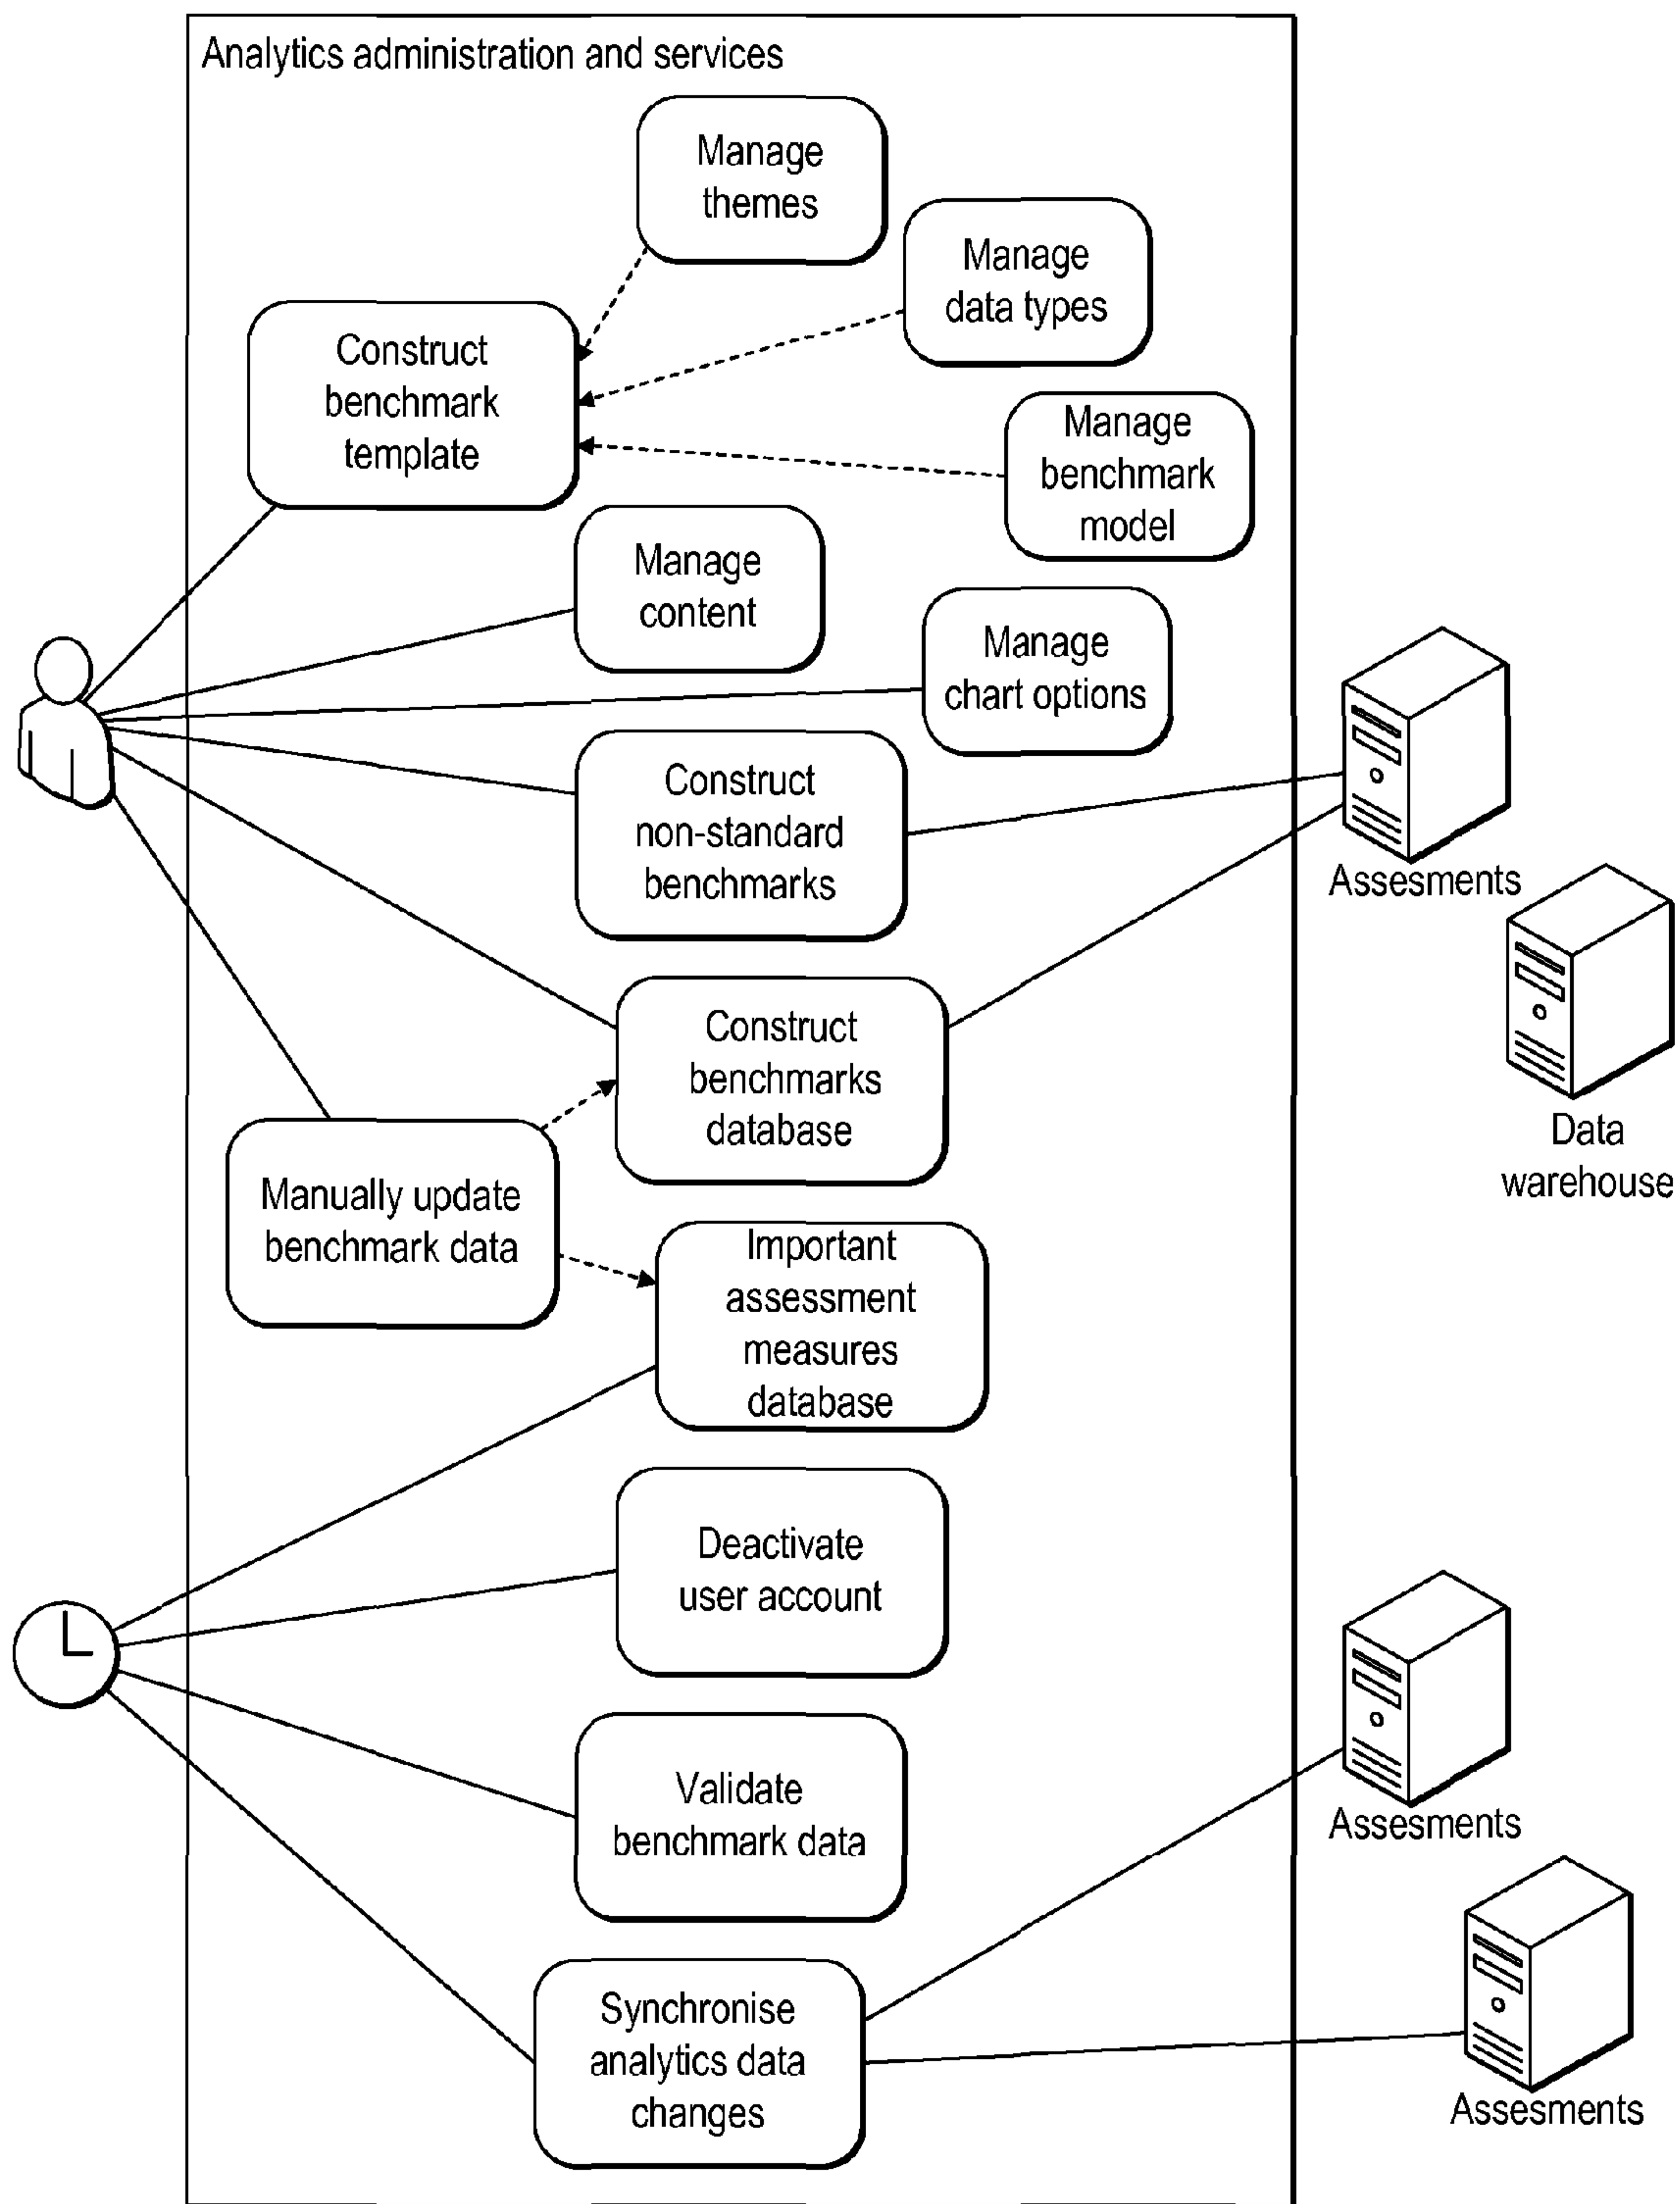 Analytics administration and services
Manage
themes
Manage
data types
Construct
benchmark
template
Manage
benchmark
model
Manage
content
Manage
chart options
Construct
non-standard
benchmarks
Assesments
Data
warehouse
Construct
benchmarks
database
Manually update
benchmark data
Important
assessment
measures
database
Deactivate
user account
Validate
benchmark data
Assesments
Synchronise
analytics data
changes
Assesments